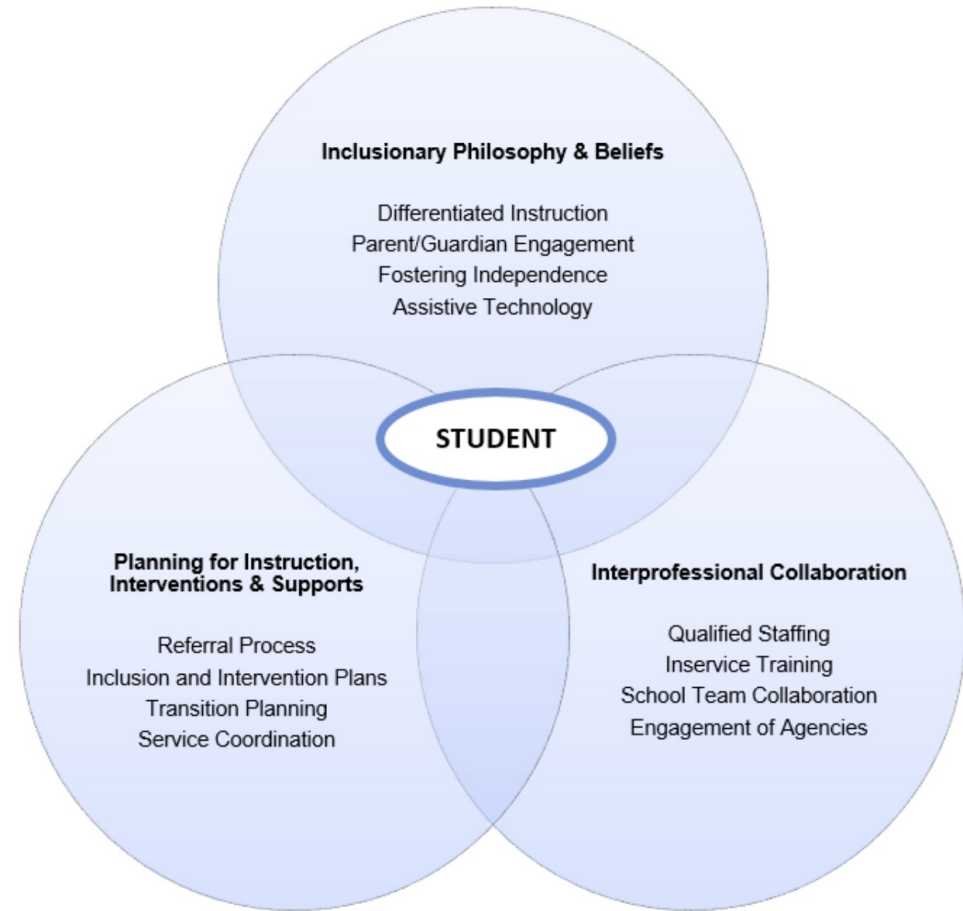 Inclusionary Philosophy & Beliefs
Differentiated Instruction
Parent/Guardian Engagement
Fostering Independence
Assistive Technology
STUDENT
Planning for Instruction,
Interventions & Supports
Referral Process
Inclusion and Intervention Plans
Transition Planning
Service Coordination
Interprofessional Collaboration
Qualified Staffing
Inservice Training
School Team Collaboration
Engagement of Agencies